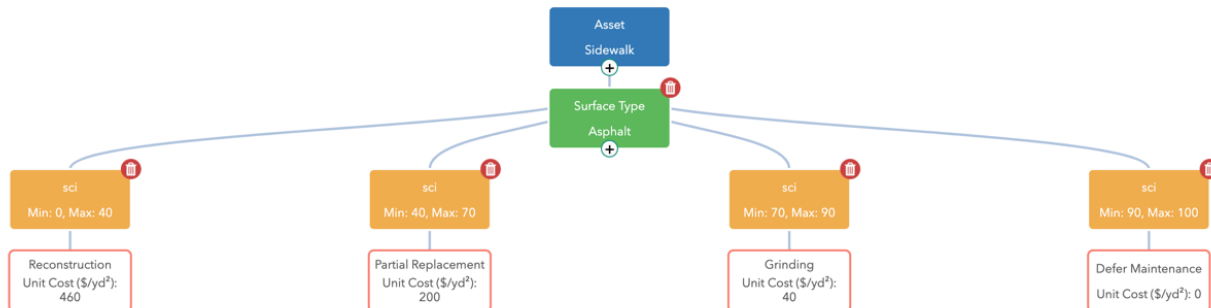 Asset
Sidewalk
Surface Type
Asphalt
sci
Min: 0, Max: 40
sci
Min: 40, Max: 70
sci
Min: 70, Max: 90
sci
Min: 90, Max: 100
Reconstruction
Unit Cost ($/yd²):
460
Partial Replacement
Unit Cost ($/yd²):
200
Grinding
Unit Cost ($/yd²):
40
Defer Maintenance
Unit Cost ($/yd²): 0